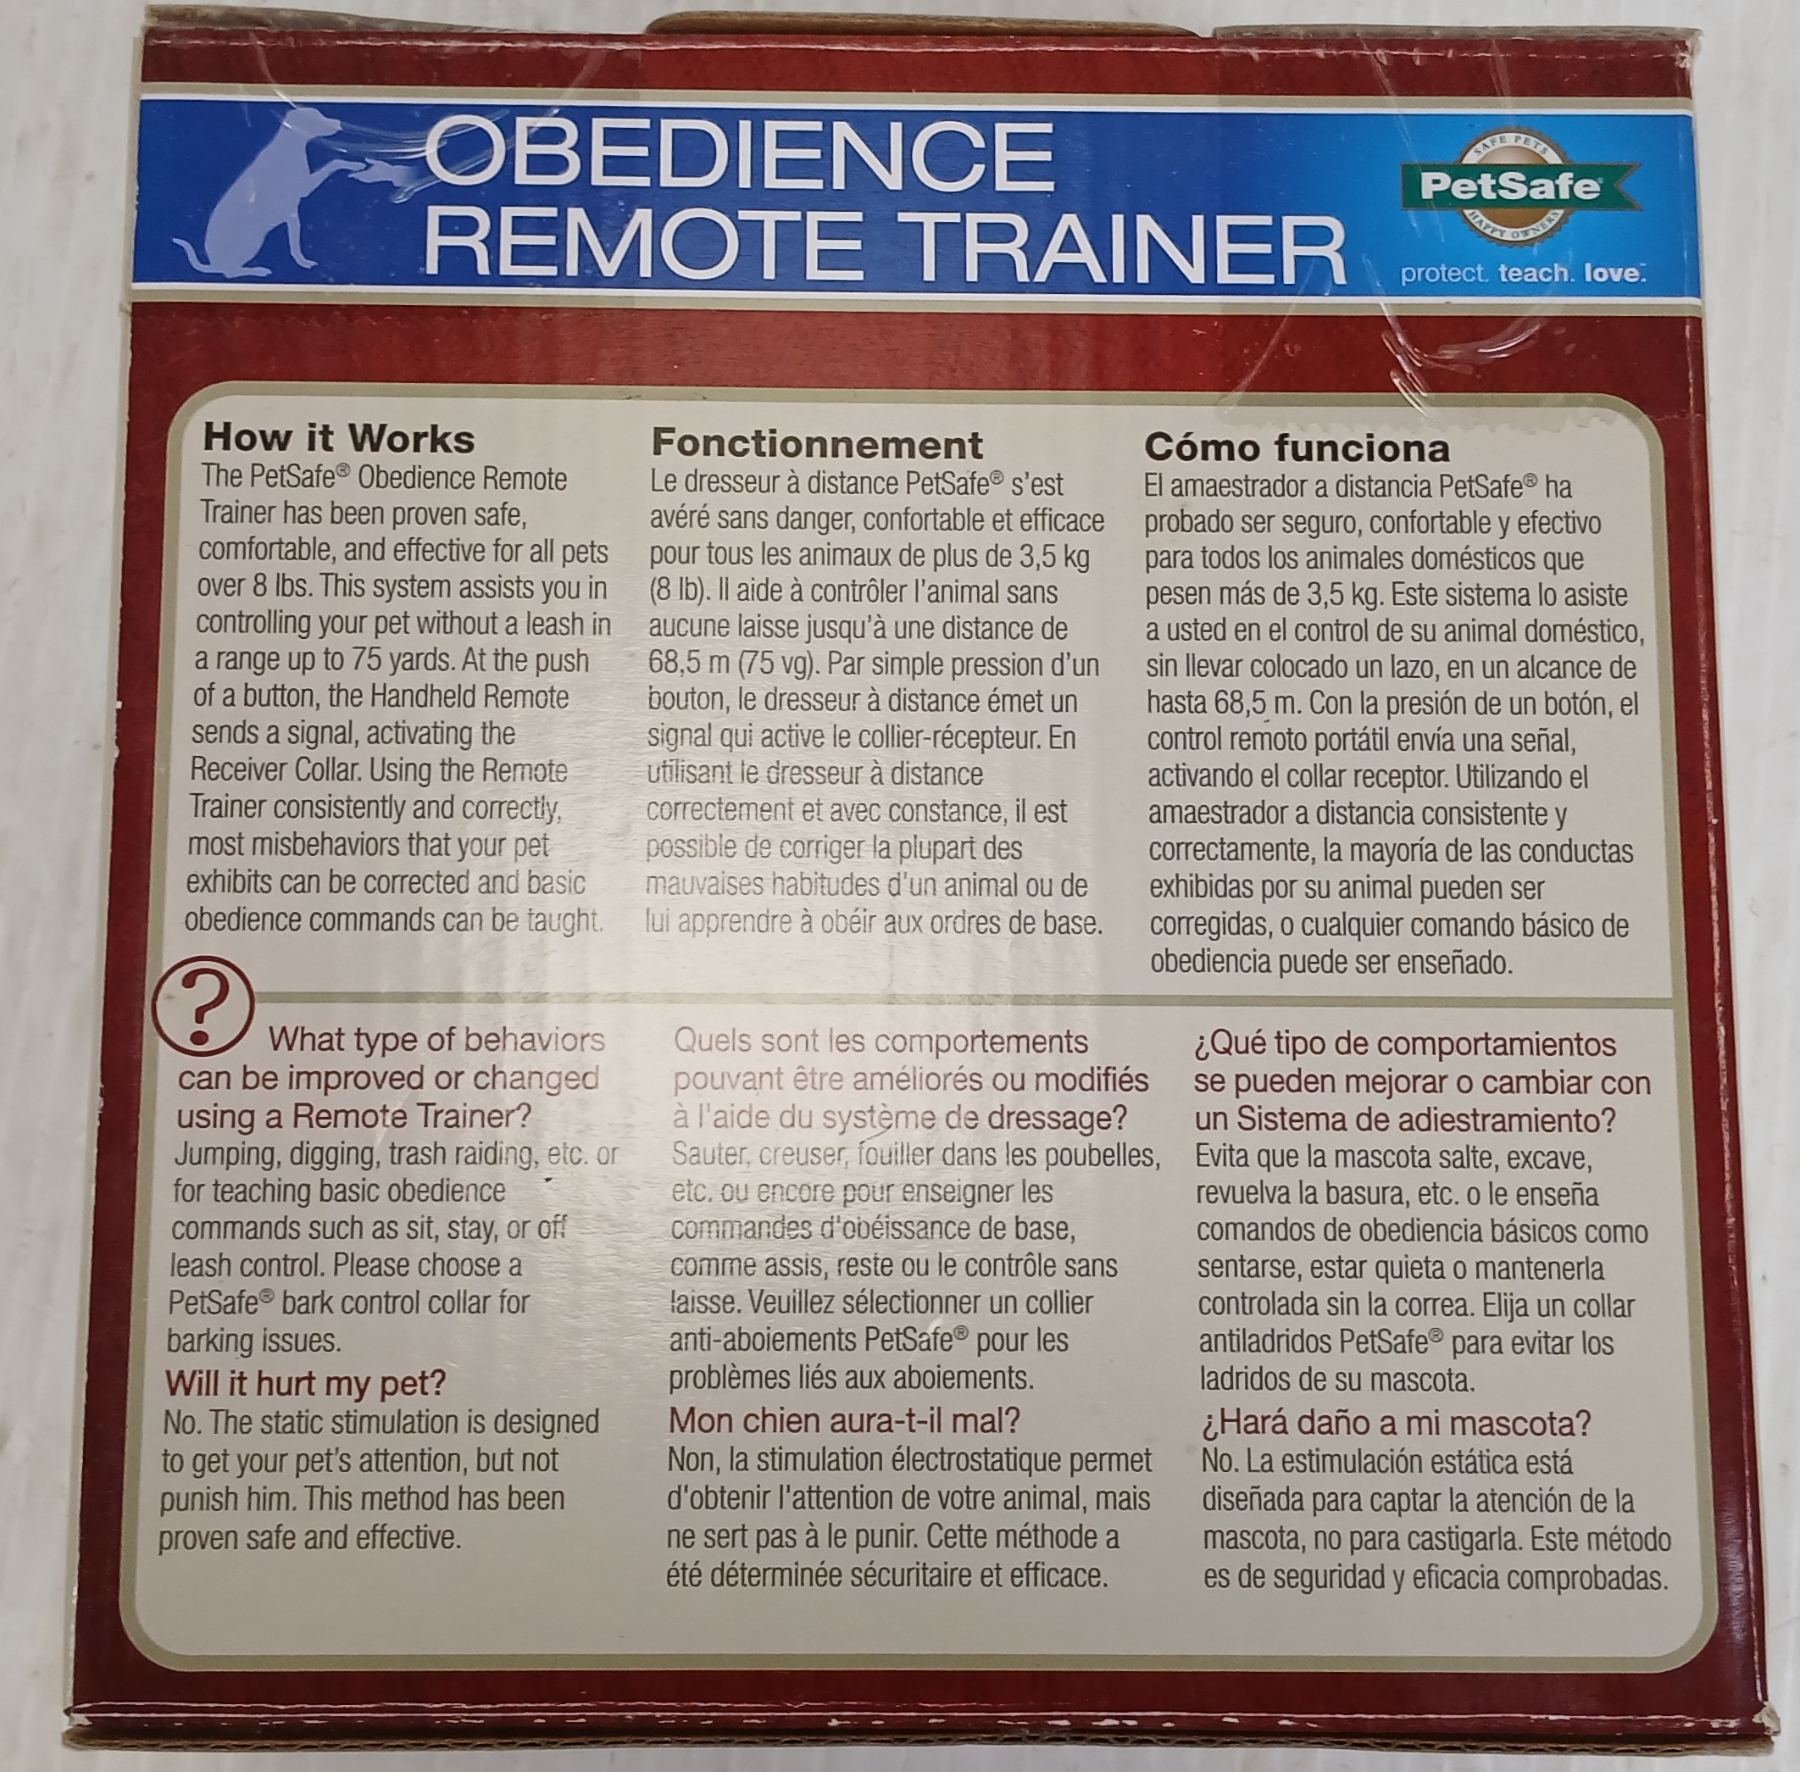 OBEDIENCE
REMOTE TRAINER
SAFE PETS
PetSafe®
HAPPY OWNERS
protect. teach. love.™
How it Works
The PetSafe® Obedience Remote
Trainer has been proven safe,
comfortable, and effective for all pets
over 8 lbs. This system assists you in
controlling your pet without a leash in
a range up to 75 yards. At the push
of a button, the Handheld Remote
sends a signal, activating the
Receiver Collar. Using the Remote
Trainer consistently and correctly,
most misbehaviors that your pet
exhibits can be corrected and basic
obedience commands can be taught.
Fonctionnement
Le dresseur à distance PetSafe® s'est
avéré sans danger, confortable et efficace
pour tous les animaux de plus de 3,5 kg
(8 lb). Il aide à contrôler l'animal sans
aucune laisse jusqu'à une distance de
68,5 m (75 vg). Par simple pression d'un
bouton, le dresseur à distance émet un
signal qui active le collier-récepteur. En
utilisant le dresseur à distance
correctement et avec constance, il est
possible de corriger la plupart des
mauvaises habitudes d'un animal ou de
lui apprendre à obéir aux ordres de base.
Cómo funciona
El amaestrador a distancia PetSafe® ha
probado ser seguro, confortable y efectivo
para todos los animales domésticos que
pesen más de 3,5 kg. Este sistema lo asiste
a usted en el control de su animal doméstico,
sin llevar colocado un lazo, en un alcance de
hasta 68,5 m. Con la presión de un botón, el
control remoto portátil envía una señal,
activando el collar receptor. Utilizando el
amaestrador a distancia consistente y
correctamente, la mayoría de las conductas
exhibidas por su animal pueden ser
corregidas, o cualquier comando básico de
obediencia puede ser enseñado.
?
What type of behaviors
can be improved or changed
using a Remote Trainer?
Jumping, digging, trash raiding, etc. or
for teaching basic obedience
commands such as sit, stay, or off
leash control. Please choose a
PetSafe® bark control collar for
barking issues.
Will it hurt my pet?
No. The static stimulation is designed
to get your pet's attention, but not
punish him. This method has been
proven safe and effective.
Quels sont les comportements
pouvant être améliorés ou modifiés
à l'aide du système de dressage?
Sauter, creuser, fouiller dans les poubelles,
etc. ou encore pour enseigner les
commandes d'obéissance de base,
comme assis, reste ou le contrôle sans
laisse. Veuillez sélectionner un collier
anti-aboiements PetSafe® pour les
problèmes liés aux aboiements.
Mon chien aura-t-il mal?
Non, la stimulation électrostatique permet
d'obtenir l'attention de votre animal, mais
ne sert pas à le punir. Cette méthode a
été déterminée sécuritaire et efficace.
¿Qué tipo de comportamientos
se pueden mejorar o cambiar con
un Sistema de adiestramiento?
Evita que la mascota salte, excave,
revuelva la basura, etc. o le enseña
comandos de obediencia básicos como
sentarse, estar quieta o mantenerla
controlada sin la correa. Elija un collar
antiladridos PetSafe® para evitar los
ladridos de su mascota.
¿Hará daño a mi mascota?
No. La estimulación estática está
diseñada para captar la atención de la
mascota, no para castigarla. Este método
es de seguridad y eficacia comprobadas.